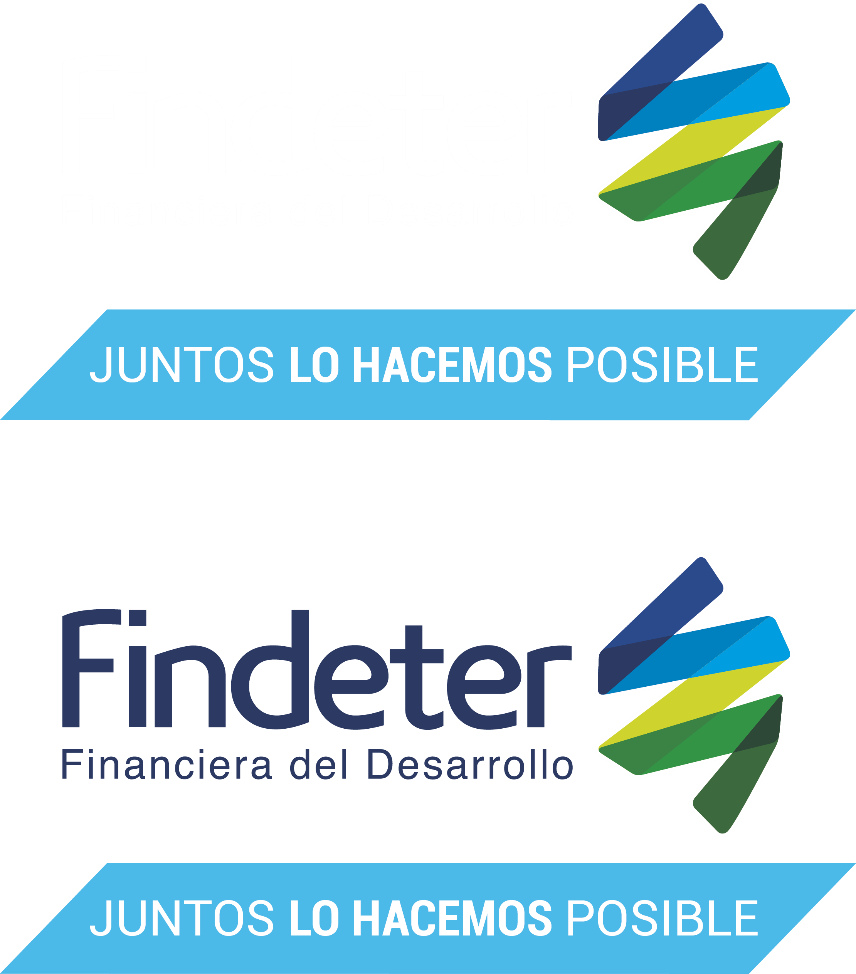 JUNTOS LO HACEMOS POSIBLE
Findeter
Financiera del Desarrollo
JUNTOS LO HACEMOS POSIBLE